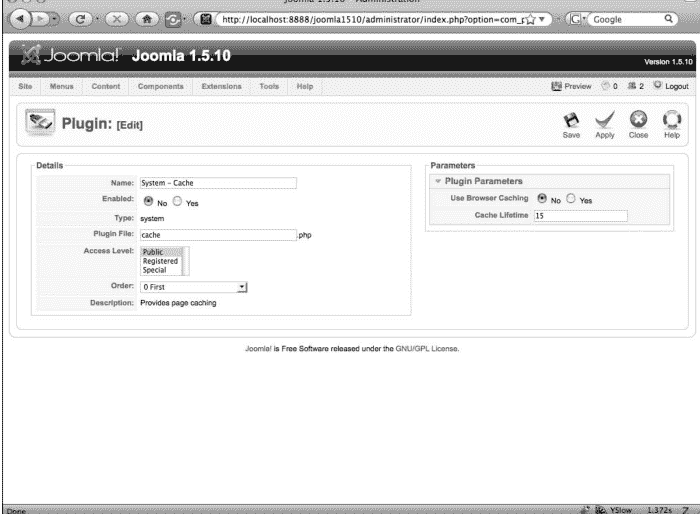 Joomla 1.5.10 - Administration
http://localhost:8888/joomla1510/administrator/index.php?option=com_p
Google
Joomla! Joomla 1.5.10
Version 1.5.10
Site Menus Content Components Extensions Tools Help Preview 0 2 Logout
Plugin: [Edit]
Save Apply Close Help
Details
Name: System - Cache
Enabled: No Yes
Type: system
Plugin File: cache .php
Access Level: Public
Registered
Special
Order: 0 First
Description: Provides page caching
Parameters
Plugin Parameters
Use Browser Caching No Yes
Cache Lifetime 15
Joomla! is Free Software released under the GNU/GPL License.
Done YSlow 1.372s